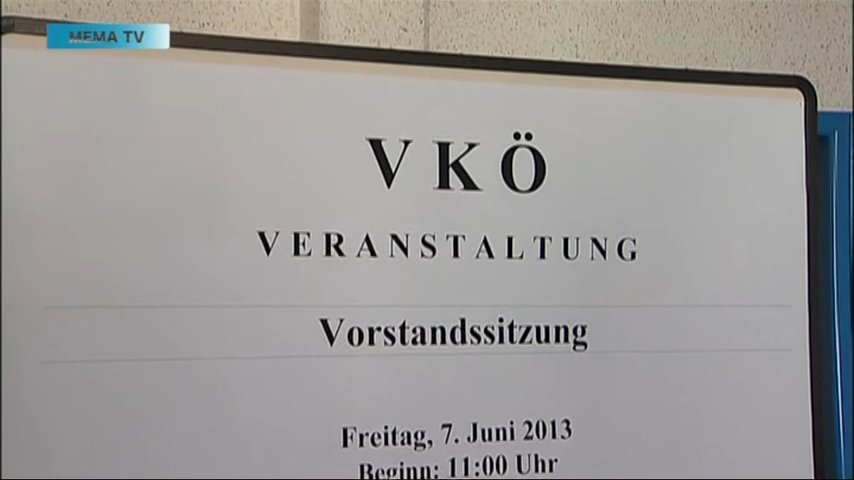 MEMA TV
VKÖ
VERANSTALTUNG
Vorstandssitzung
Freitag, 7. Juni 2013
Beginn: 11:00 Uhr